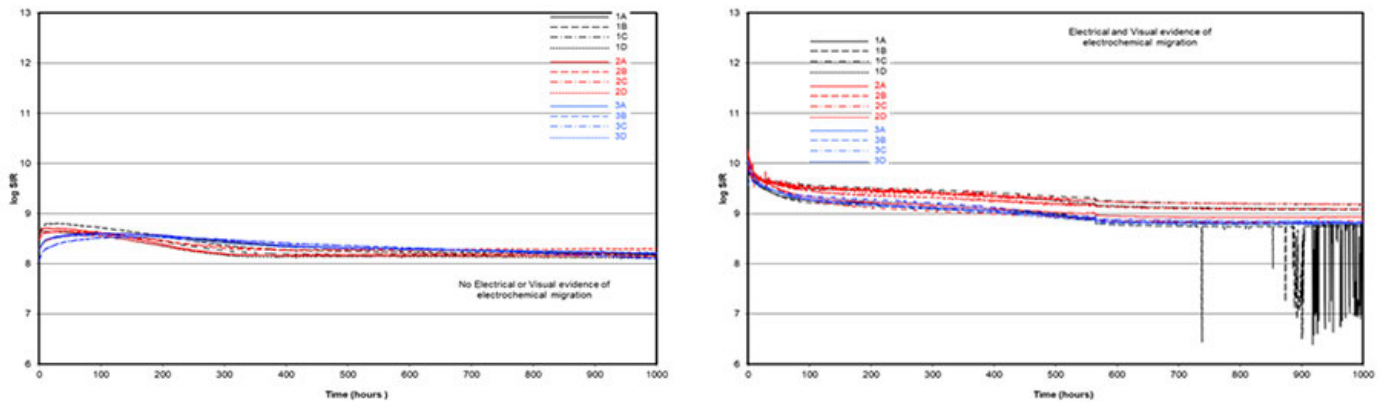 13
12
11
10
9
8
7
6
log SIR
1A
1B
1C
1D
2A
2B
2C
2D
3A
3B
3C
3D
No Electrical or Visual evidence of
electrochemical migration
0 100 200 300 400 500 600 700 800 900 1000
Time (hours )
13
12
11
10
9
8
7
6
log SIR
Electrical and Visual evidence of
electrochemical migration
1A
1B
1C
1D
2A
2B
2C
2D
3A
3B
3C
3D
0 100 200 300 400 500 600 700 800 900 1000
Time (hours)